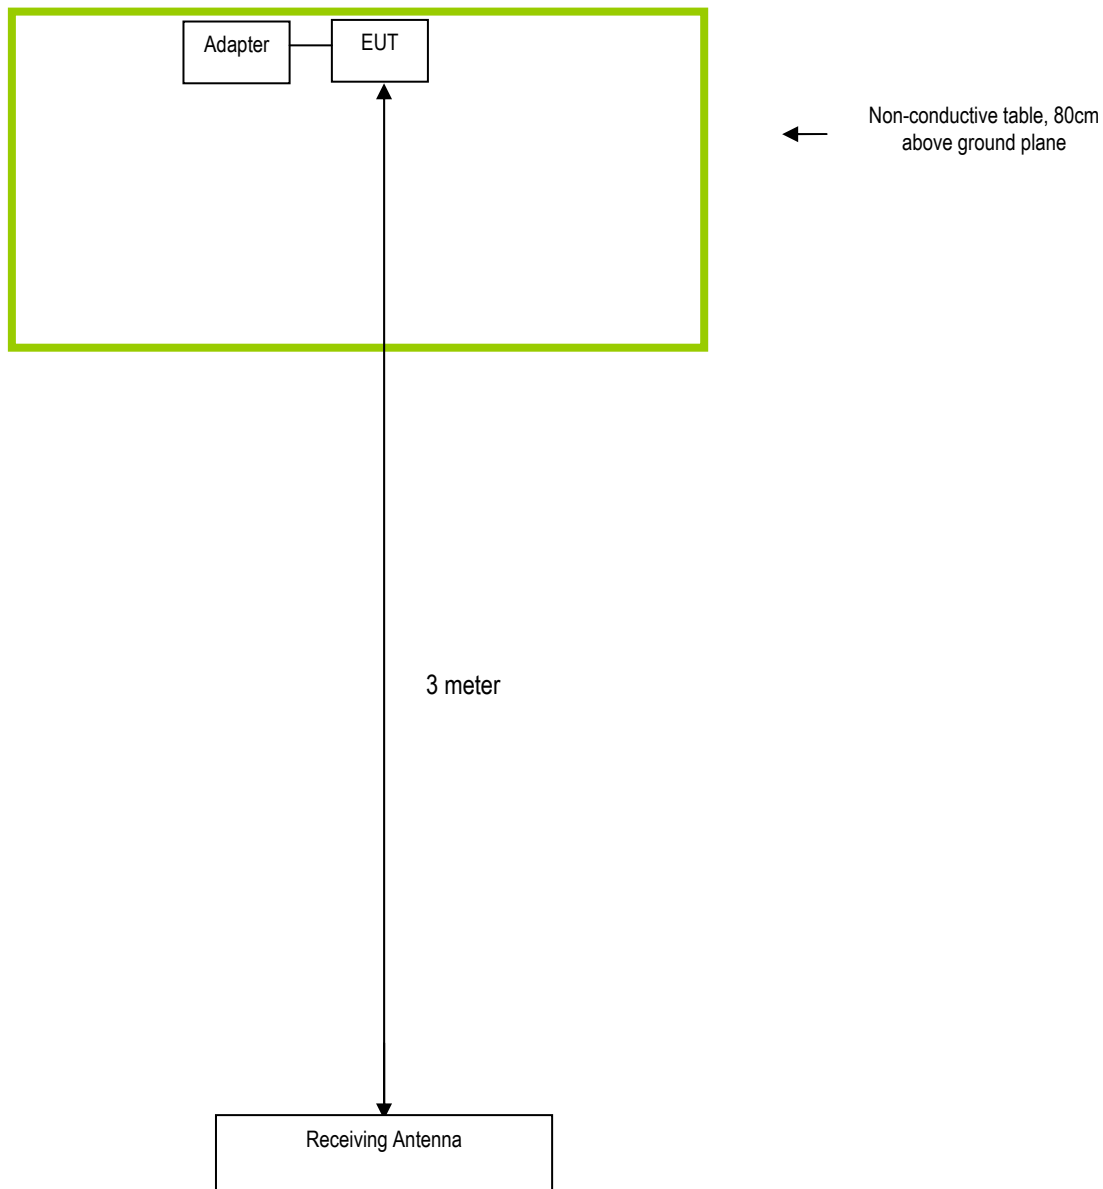 Adapter
EUT
Non-conductive table, 80cm
above ground plane
3 meter
Receiving Antenna